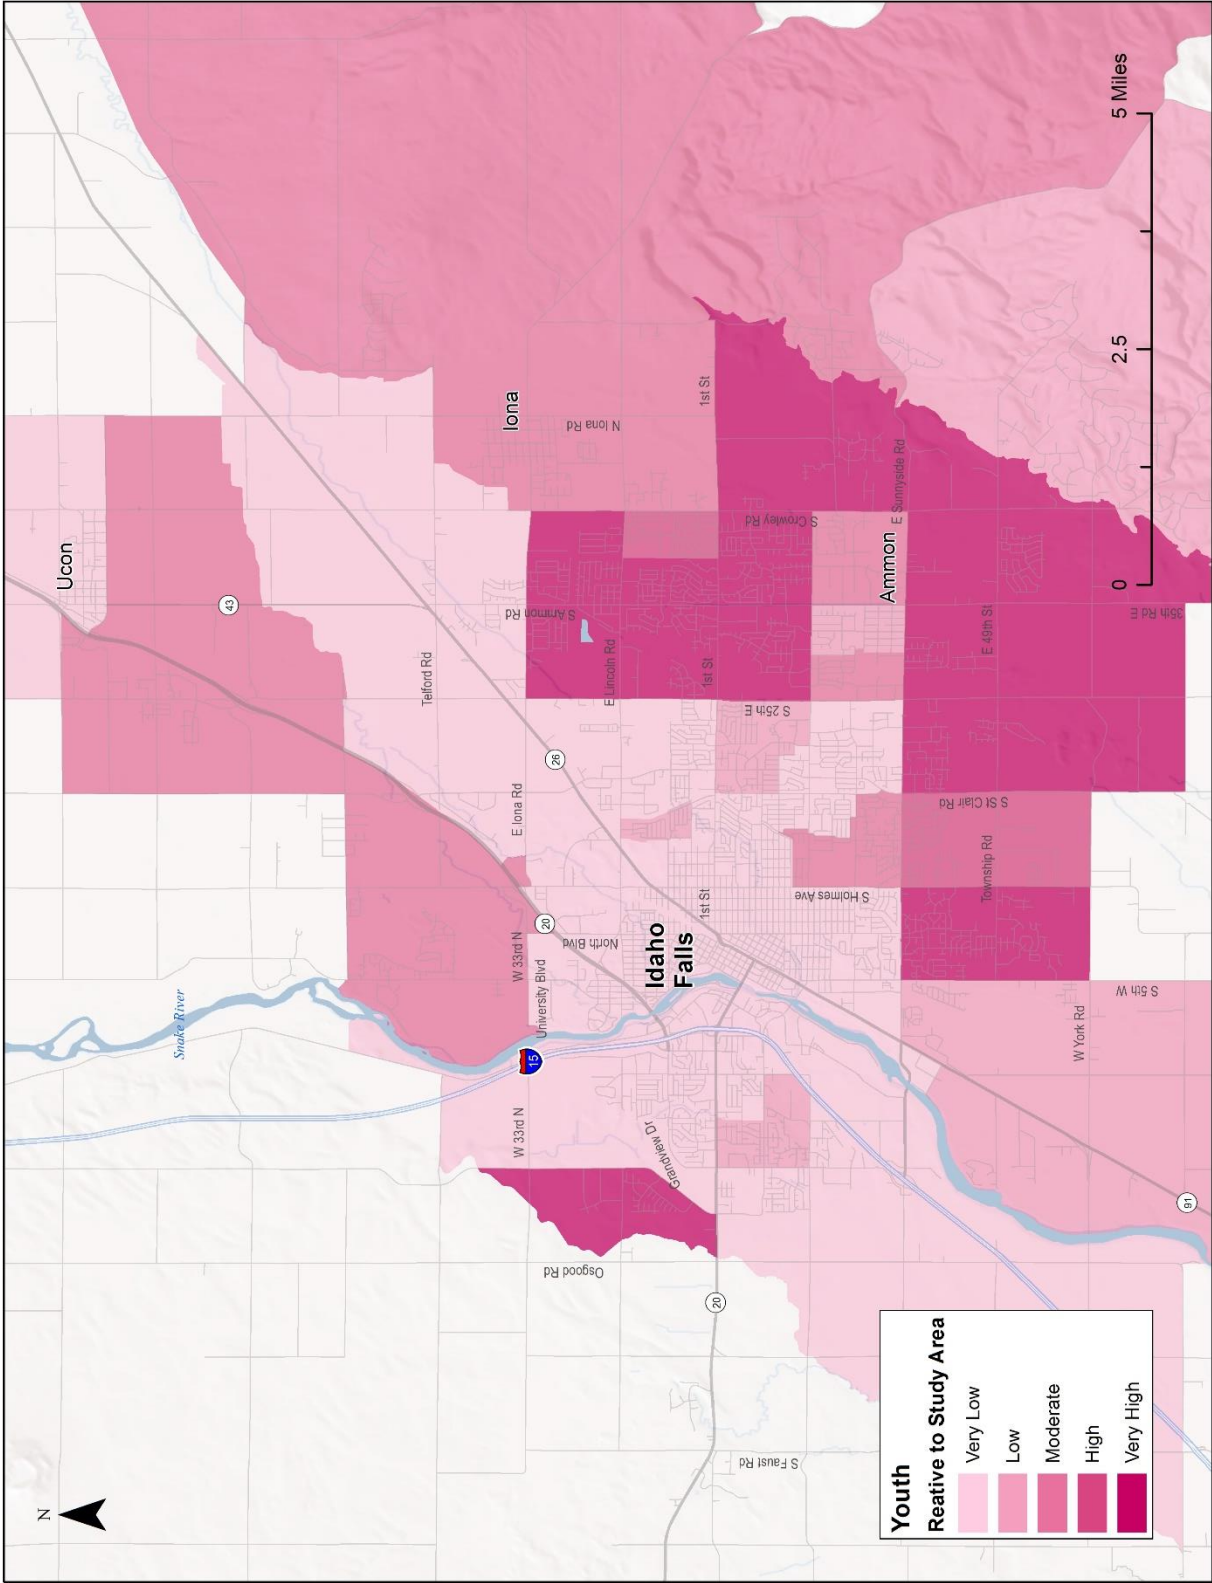 N
Snake River
Ucon
43
Telford Rd
Iona
N Iona Rd
S Ammon Rd
E Lincoln Rd
1st St
1st St
S Crowley Rd
E Sunnyside Rd
Ammon
S 25th E
26
E Iona Rd
E 49th St
35th Rd E
S St Clair Rd
Township Rd
S Holmes Ave
1st St
Idaho
Falls
North Blvd
20
W 33rd N
University Blvd
15
W 33rd N
Grandview Dr
Osgood Rd
20
S Faust Rd
S 5th W
W York Rd
91
0
2.5
5 Miles
Youth
Reative to Study Area
Very Low
Low
Moderate
High
Very High